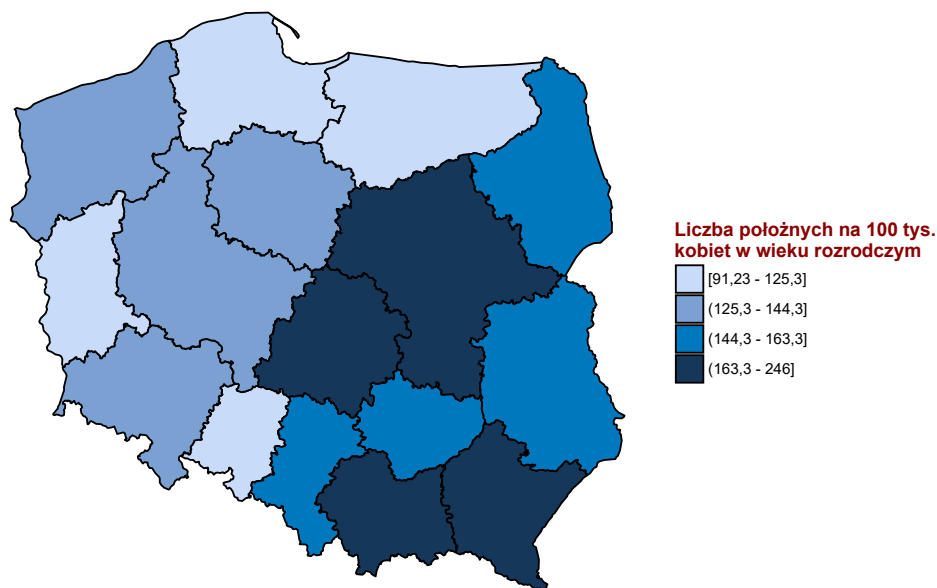 Liczba położnych na 100 tys.
kobiet w wieku rozrodczym
[91,23 - 125,3]
(125,3 - 144,3]
(144,3 - 163,3]
(163,3 - 246]